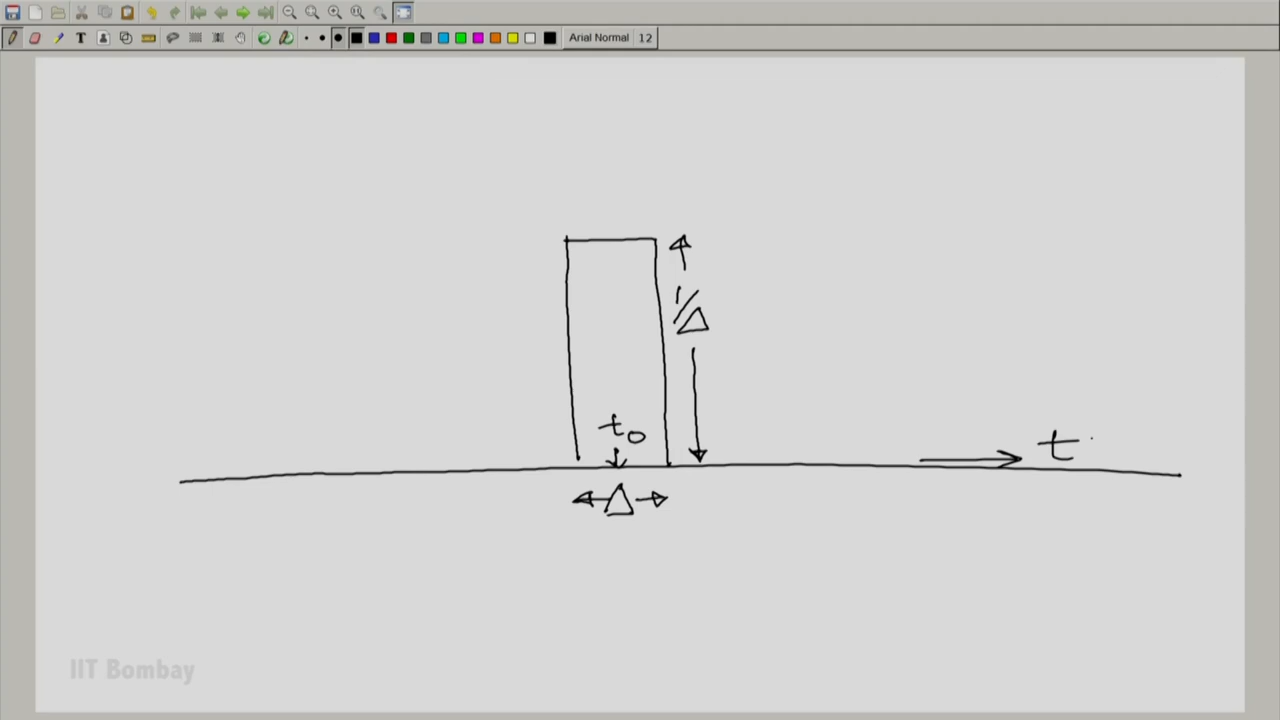 Arial Normal 12
1/Δ
t₀
t
Δ
IIT Bombay